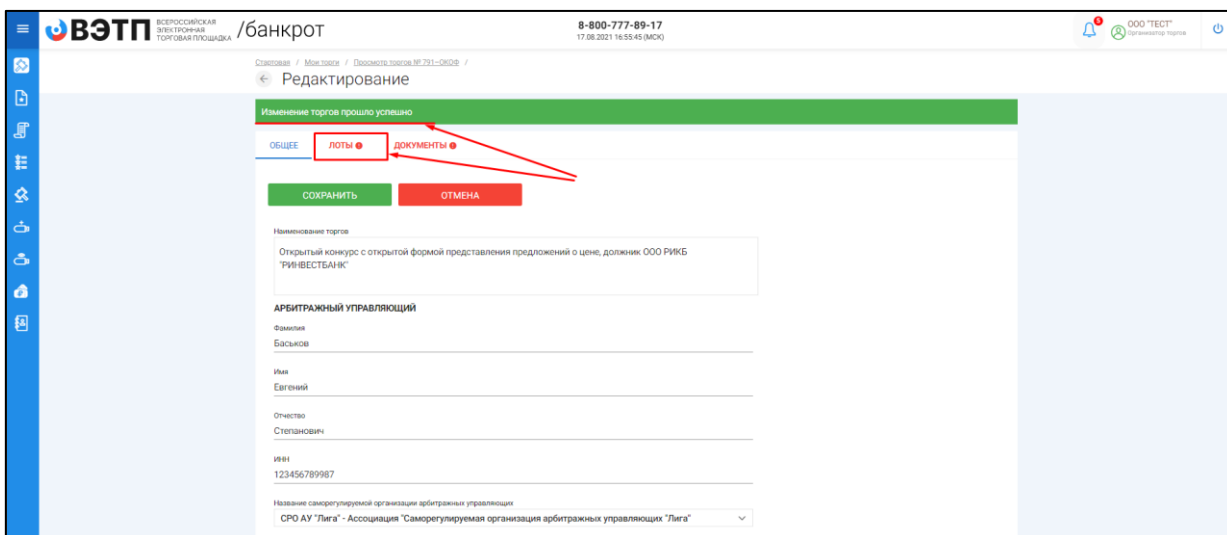 ВЭТП
ВСЕРОССИЙСКАЯ
ЭЛЕКТРОННАЯ
ТОРГОВАЯ ПЛОЩАДКА
/банкрот
8-800-777-89-17
17.08.2021 16:55:45 (МСК)
5
ООО "ТЕСТ"
Организатор торгов
Стартовая / Мои торги / Просмотр торгов № 791–ОКОФ /
Редактирование
Изменение торгов прошло успешно
ОБЩЕЕ ЛОТЫ ДОКУМЕНТЫ
СОХРАНИТЬ ОТМЕНА
Наименование торгов
Открытый конкурс с открытой формой представления предложений о цене, должник ООО РИКБ
"РИНВЕСТБАНК"
АРБИТРАЖНЫЙ УПРАВЛЯЮЩИЙ
Фамилия
Баськов
Имя
Евгений
Отчество
Степанович
ИНН
123456789987
Название саморегулируемой организации арбитражных управляющих
СРО АУ "Лига" - Ассоциация "Саморегулируемая организация арбитражных управляющих "Лига"